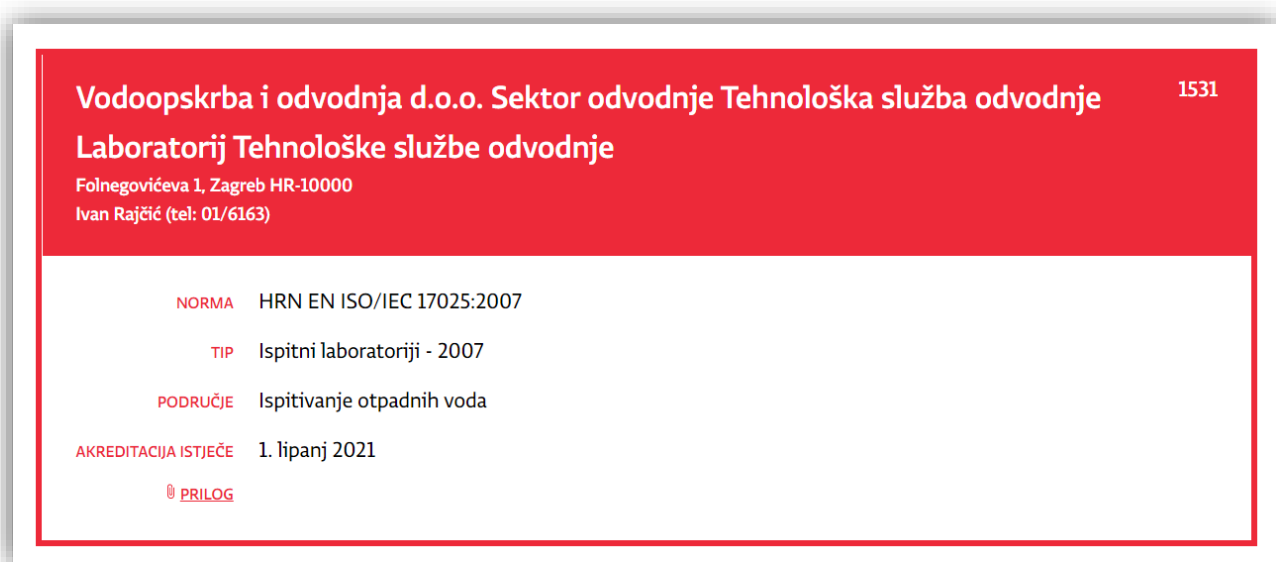 Vodoopskrba i odvodnja d.o.o. Sektor odvodnje Tehnološka služba odvodnje
1531
Laboratorij Tehnološke službe odvodnje
Folnegovićeva 1, Zagreb HR-10000
Ivan Rajčić (tel: 01/6163)
NORMA HRN EN ISO/IEC 17025:2007
TIP Ispitni laboratoriji - 2007
PODRUČJE Ispitivanje otpadnih voda
AKREDITACIJA ISTJEČE 1. lipanj 2021
PRILOG